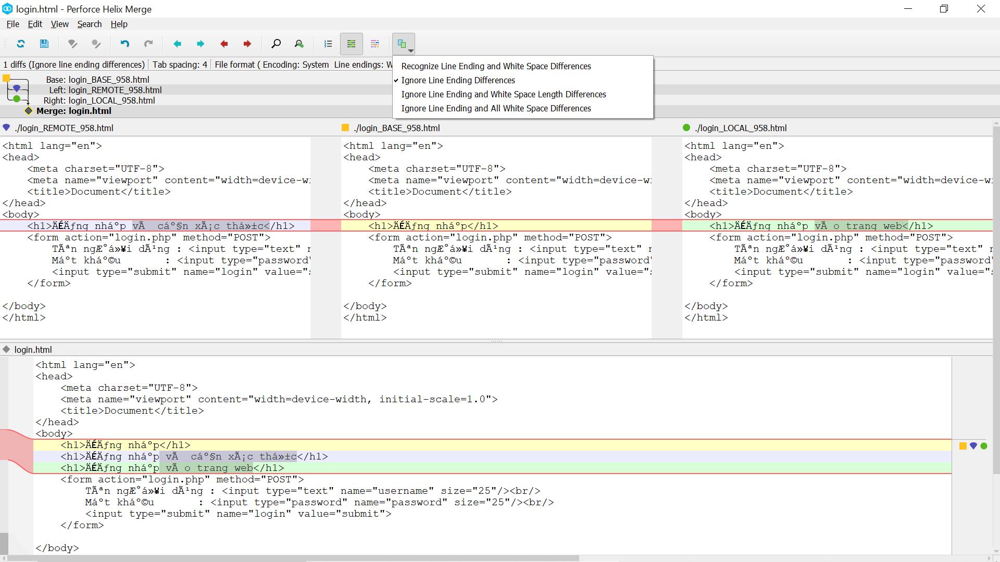 login.html - Perforce Helix Merge
File Edit View Search Help
1 diffs (Ignore line ending differences) Tab spacing: 4 File format ( Encoding: System Line endings: W
Recognize Line Ending and White Space Differences
Ignore Line Ending Differences
Ignore Line Ending and White Space Length Differences
Ignore Line Ending and All White Space Differences
Base: login_BASE_958.html
Left: login_REMOTE_958.html
Right: login_LOCAL_958.html
Merge: login.html
./login_REMOTE_958.html
<html lang="en">
<head>
    <meta charset="UTF-8">
    <meta name="viewport" content="width=device-wi
    <title>Document</title>
</head>
<body>
    <h1>ÄÉÄƒng nháº­p vÃ  cáº§n xÃ¡c thá»±c</h1>
    <form action="login.php" method="POST">
        TÃªn ngÆ°á»¥i dÃ¹ng : <input type="text" n
        Máº­t kháº©u       : <input type="password"
        <input type="submit" name="login" value="s
    </form>
</body>
</html>
./login_BASE_958.html
<html lang="en">
<head>
    <meta charset="UTF-8">
    <meta name="viewport" content="width=device-wi
    <title>Document</title>
</head>
<body>
    <h1>ÄÉÄƒng nháº­p</h1>
    <form action="login.php" method="POST">
        TÃªn ngÆ°á»¥i dÃ¹ng : <input type="text" n
        Máº­t kháº©u       : <input type="password"
        <input type="submit" name="login" value="s
    </form>
</body>
</html>
./login_LOCAL_958.html
<html lang="en">
<head>
    <meta charset="UTF-8">
    <meta name="viewport" content="width=device-wi
    <title>Document</title>
</head>
<body>
    <h1>ÄÉÄƒng nháº­p vÃ o trang web</h1>
    <form action="login.php" method="POST">
        TÃªn ngÆ°á»¥i dÃ¹ng : <input type="text" n
        Máº­t kháº©u       : <input type="password"
        <input type="submit" name="login" value="s
    </form>
</body>
</html>
login.html
<html lang="en">
<head>
    <meta charset="UTF-8">
    <meta name="viewport" content="width=device-width, initial-scale=1.0">
    <title>Document</title>
</head>
<body>
    <h1>ÄÉÄƒng nháº­p</h1>
    <h1>ÄÉÄƒng nháº­p vÃ  cáº§n xÃ¡c thá»±c</h1>
    <h1>ÄÉÄƒng nháº­p vÃ o trang web</h1>
    <form action="login.php" method="POST">
        TÃªn ngÆ°á»¥i dÃ¹ng : <input type="text" name="username" size="25"/><br/>
        Máº­t kháº©u       : <input type="password" name="password" size="25"/><br/>
        <input type="submit" name="login" value="submit">
    </form>
</body>